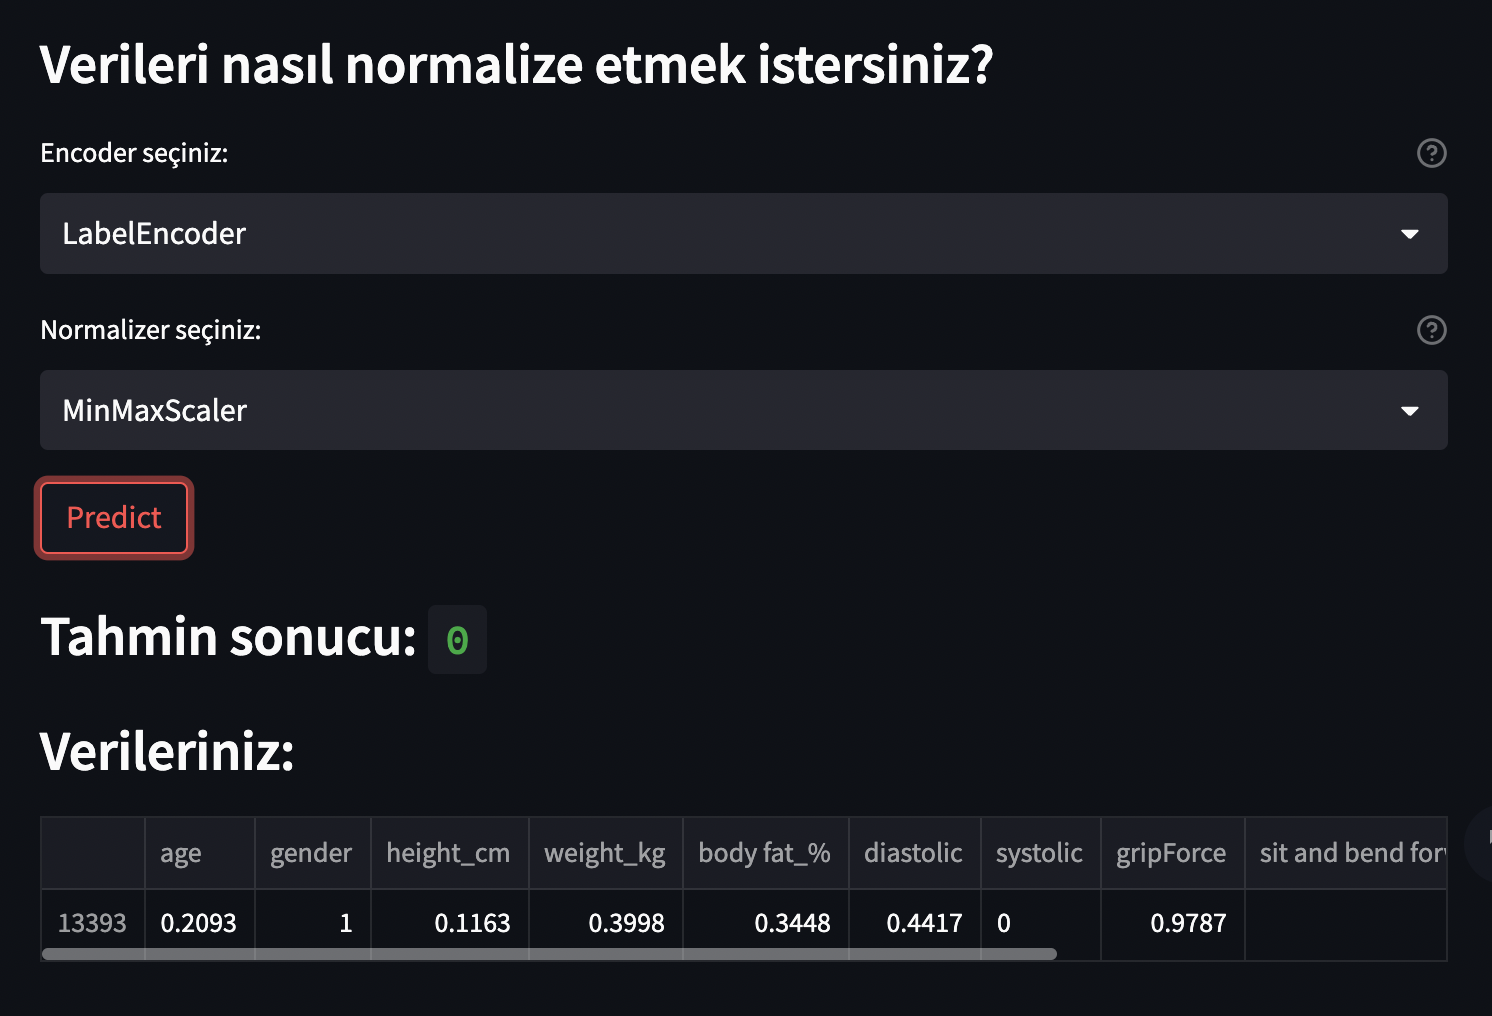 Verileri nasıl normalize etmek istersiniz?
Encoder seçiniz:
LabelEncoder
Normalizer seçiniz:
MinMaxScaler
Predict
Tahmin sonucu: 0
Verileriniz:
age gender height_cm weight_kg body fat_% diastolic systolic gripForce sit and bend for
13393 0.2093 1 0.1163 0.3998 0.3448 0.4417 0 0.9787